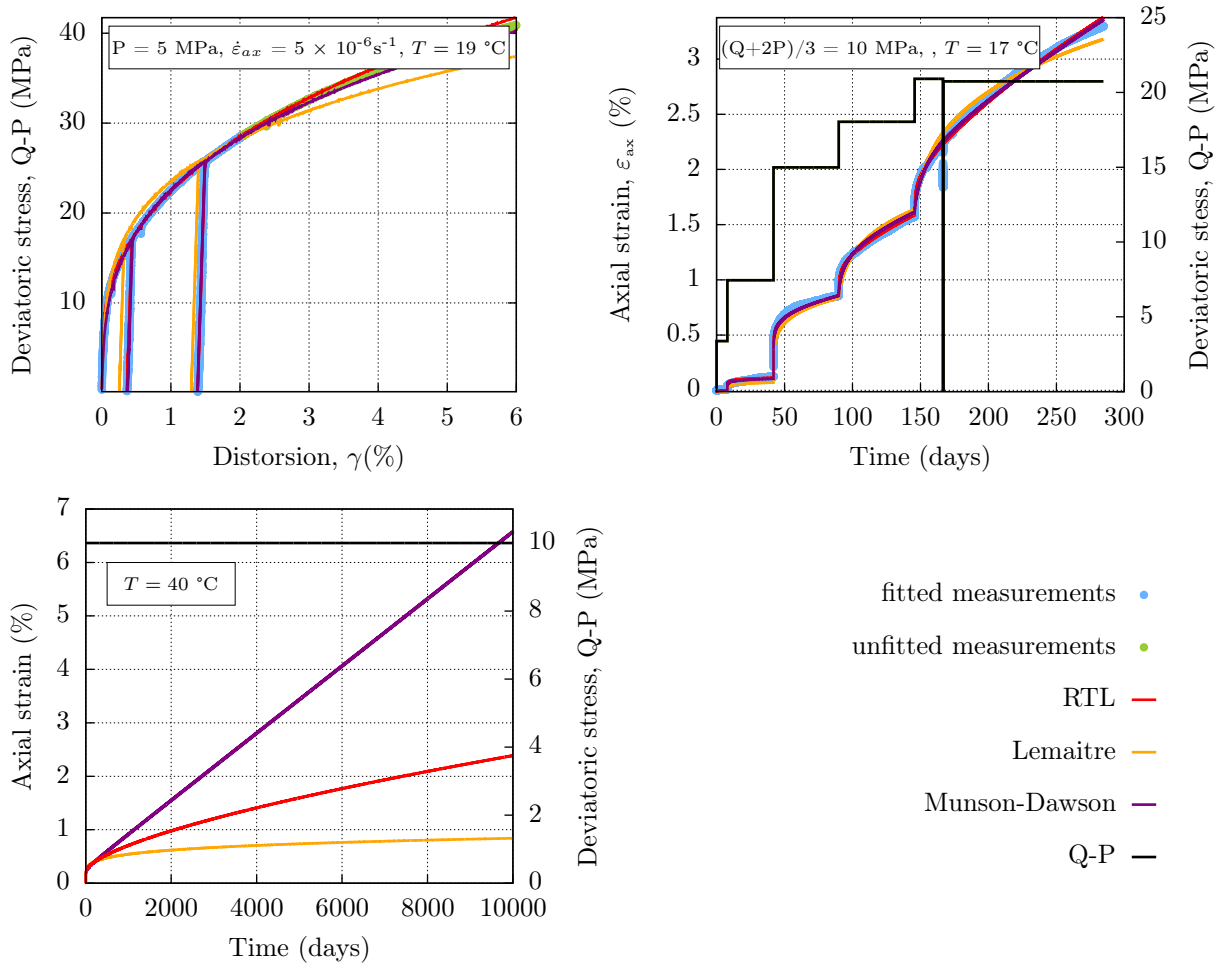 P = 5 MPa, ε̇ax = 5 × 10⁻⁶s⁻¹, T = 19 °C
Deviatoric stress, Q-P (MPa)
40
30
20
10
0 1 2 3 4 5 6
Distorsion, γ(%)
(Q+2P)/3 = 10 MPa, , T = 17 °C
Axial strain, εax (%)
3
2.5
2
1.5
1
0.5
0
0 50 100 150 200 250 300
Time (days)
25
20
15
10
5
0
Deviatoric stess, Q-P (MPa)
T = 40 °C
Axial strain (%)
7
6
5
4
3
2
1
0
0 2000 4000 6000 8000 10000
Time (days)
10
8
6
4
2
0
Deviatoric stress, Q-P (MPa)
fitted measurements
unfitted measurements
RTL
Lemaitre
Munson-Dawson
Q-P